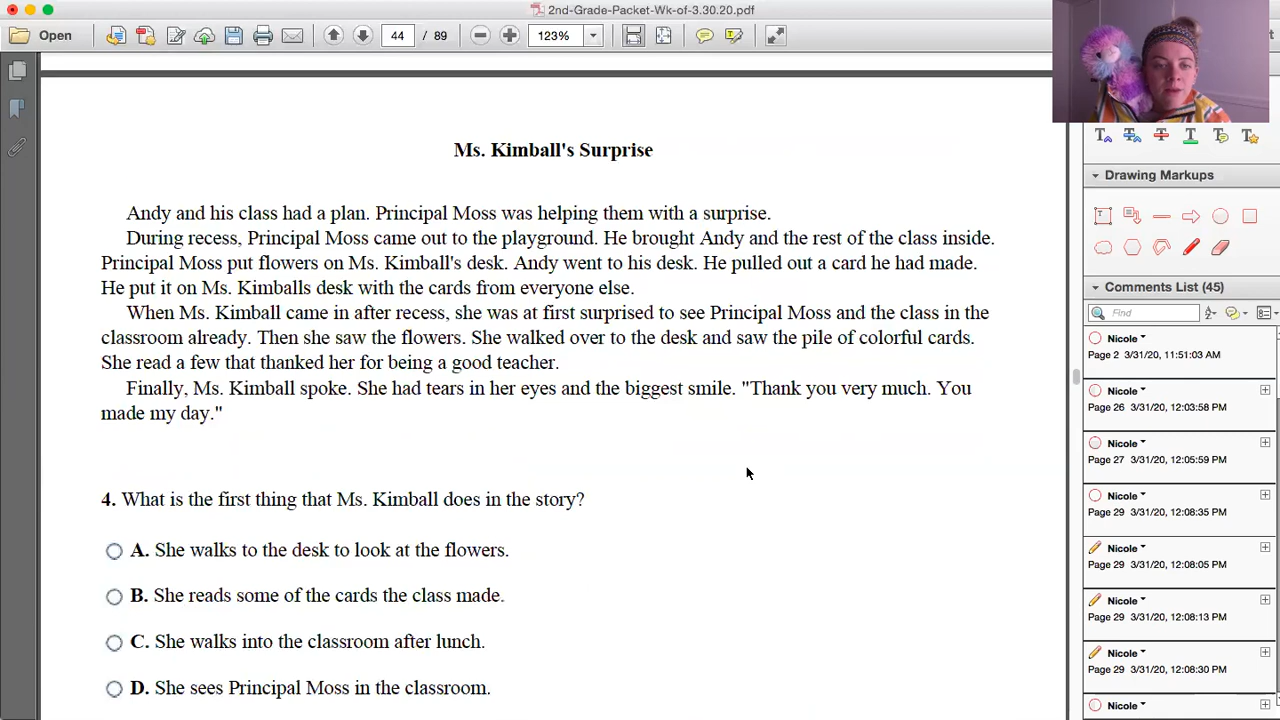 2nd-Grade-Packet-Wk-of-3.30.20.pdf
Open 44 / 89 123%
Ms. Kimball's Surprise
Andy and his class had a plan. Principal Moss was helping them with a surprise.
During recess, Principal Moss came out to the playground. He brought Andy and the rest of the class inside.
Principal Moss put flowers on Ms. Kimball's desk. Andy went to his desk. He pulled out a card he had made.
He put it on Ms. Kimballs desk with the cards from everyone else.
When Ms. Kimball came in after recess, she was at first surprised to see Principal Moss and the class in the
classroom already. Then she saw the flowers. She walked over to the desk and saw the pile of colorful cards.
She read a few that thanked her for being a good teacher.
Finally, Ms. Kimball spoke. She had tears in her eyes and the biggest smile. "Thank you very much. You
made my day."
4. What is the first thing that Ms. Kimball does in the story?
A. She walks to the desk to look at the flowers.
B. She reads some of the cards the class made.
C. She walks into the classroom after lunch.
D. She sees Principal Moss in the classroom.
Drawing Markups
Comments List (45)
Find
Nicole
Page 2 3/31/20, 11:51:03 AM
Nicole
Page 26 3/31/20, 12:03:58 PM
Nicole
Page 27 3/31/20, 12:05:59 PM
Nicole
Page 29 3/31/20, 12:08:35 PM
Nicole
Page 29 3/31/20, 12:08:05 PM
Nicole
Page 29 3/31/20, 12:08:13 PM
Nicole
Page 29 3/31/20, 12:08:30 PM
Nicole